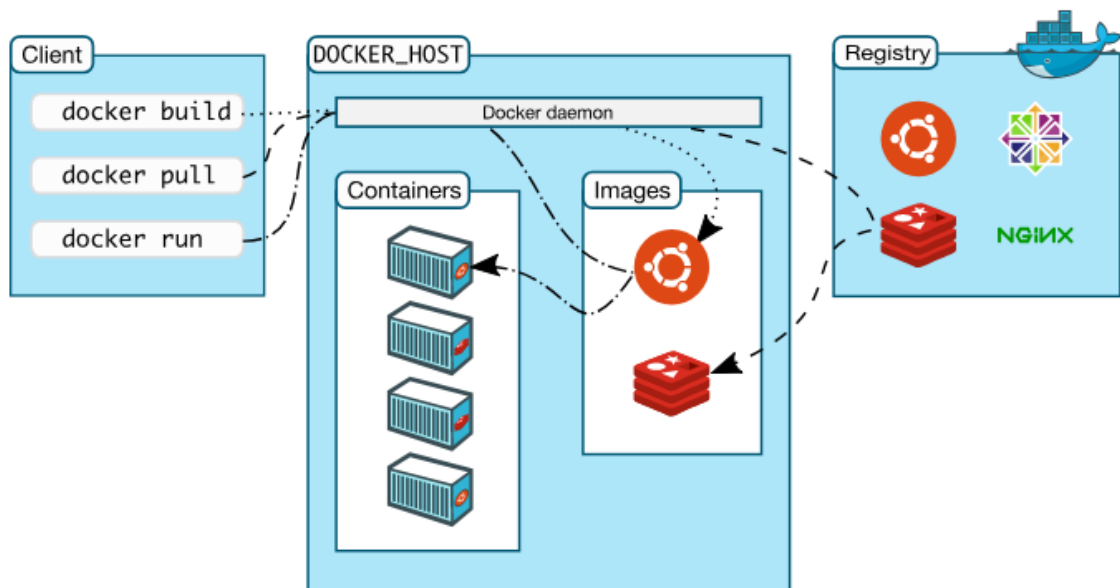 Client
docker build
docker pull
docker run
DOCKER_HOST
Docker daemon
Containers
Images
Registry
NGiNX